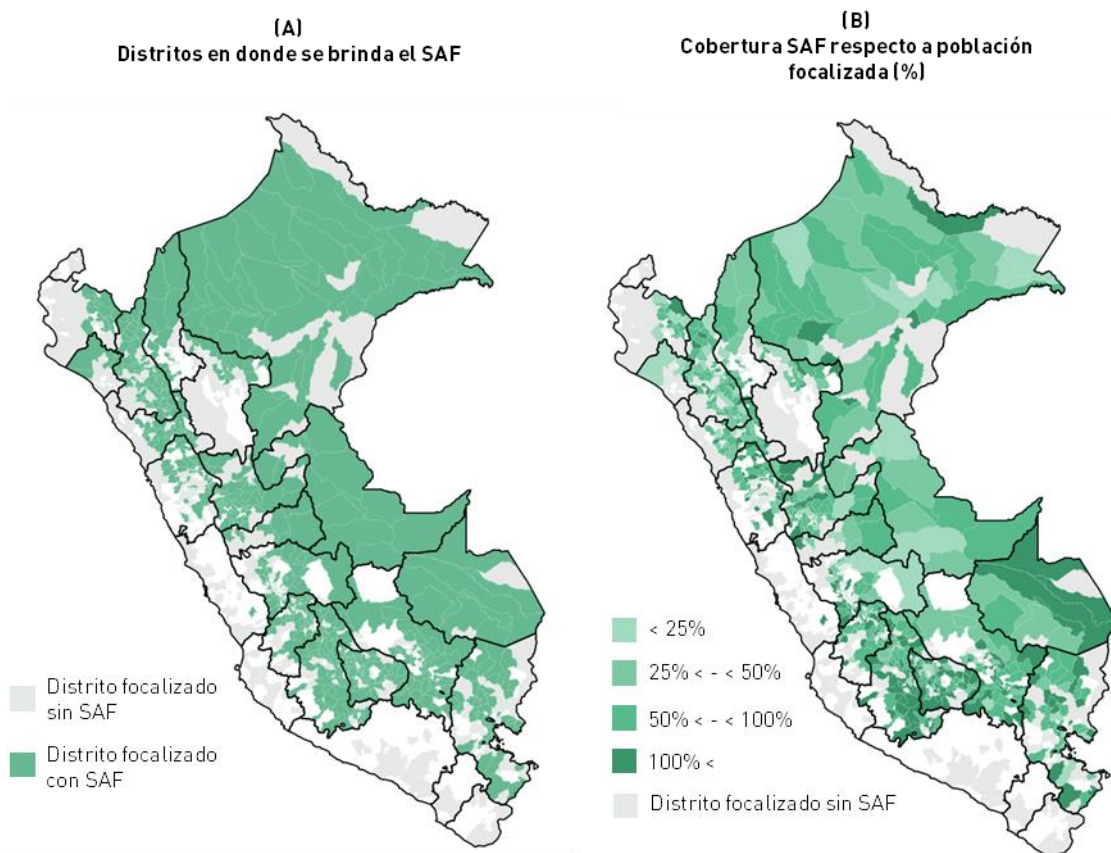 (A)
Distritos en donde se brinda el SAF
(B)
Cobertura SAF respecto a población
focalizada (%)
Distrito focalizado
sin SAF
Distrito focalizado
con SAF
< 25%
25% < - < 50%
50% < - < 100%
100% <
Distrito focalizado sin SAF